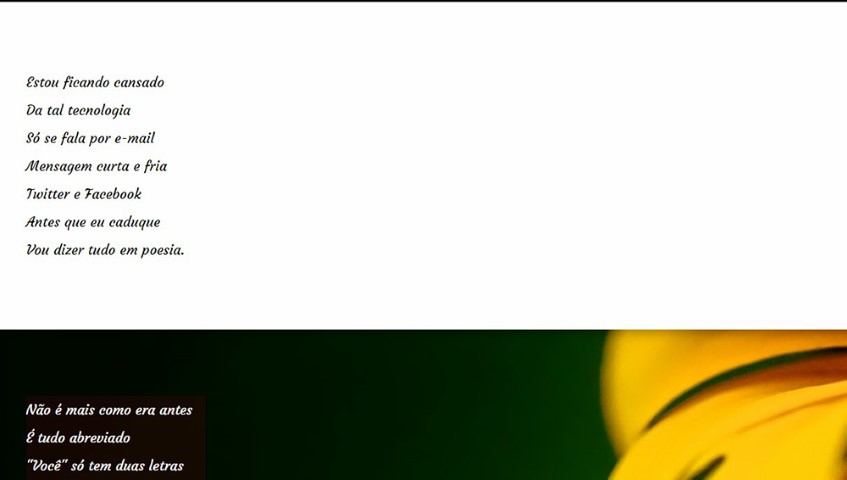 Estou ficando cansado
Da tal tecnologia
Só se fala por e-mail
Mensagem curta e fria
Twitter e Facebook
Antes que eu caduque
Vou dizer tudo em poesia.
Não é mais como era antes
É tudo abreviado
"Você" só tem duas letras